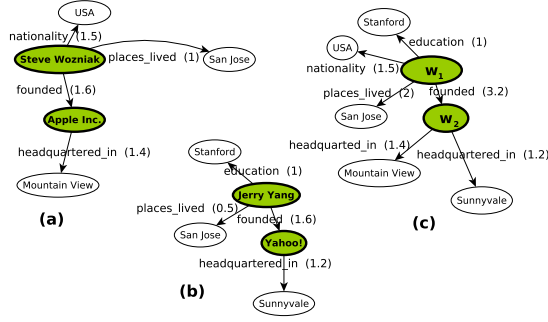 USA
nationality (1.5)
Steve Wozniak
places_lived (1)
San Jose
founded (1.6)
Apple Inc.
headquartered_in (1.4)
Mountain View
(a)
Stanford
education (1)
Jerry Yang
places_lived (0.5)
founded (1.6)
San Jose
Yahoo!
headquartered_in (1.2)
Sunnyvale
(b)
Stanford
education (1)
USA
nationality (1.5)
w1
places_lived (2)
founded (3.2)
San Jose
w2
headquarted_in (1.4)
headquartered_in (1.2)
Mountain View
Sunnyvale
(c)